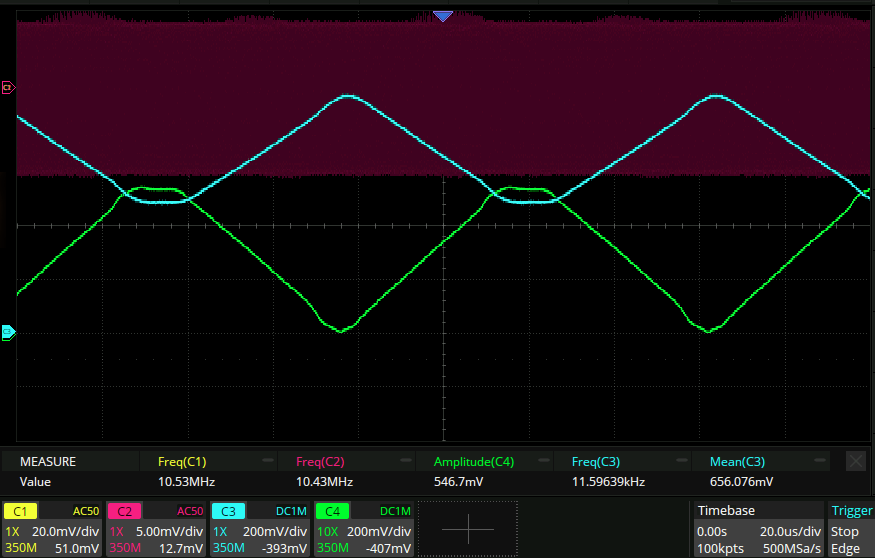 C1
C3
MEASURE Freq(C1) Freq(C2) Amplitude(C4) Freq(C3) Mean(C3)
Value 10.53MHz 10.43MHz 546.7mV 11.59639kHz 656.076mV
C1 AC50 C2 AC50 C3 DC1M C4 DC1M Timebase Trigger
1X 20.0mV/div 1X 5.00mV/div 1X 200mV/div 10X 200mV/div 0.00s 20.0us/div Stop
350M 51.0mV 350M 12.7mV 350M -393mV 350M -407mV 100kpts 500MSa/s Edge